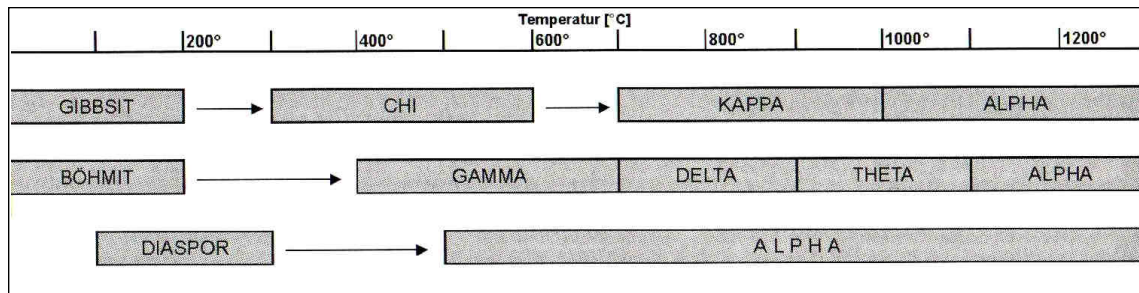 Temperatur [°C]
200° 400° 600° 800° 1000° 1200°
GIBBSIT CHI KAPPA ALPHA
BÖHMIT GAMMA DELTA THETA ALPHA
DIASPOR ALPHA